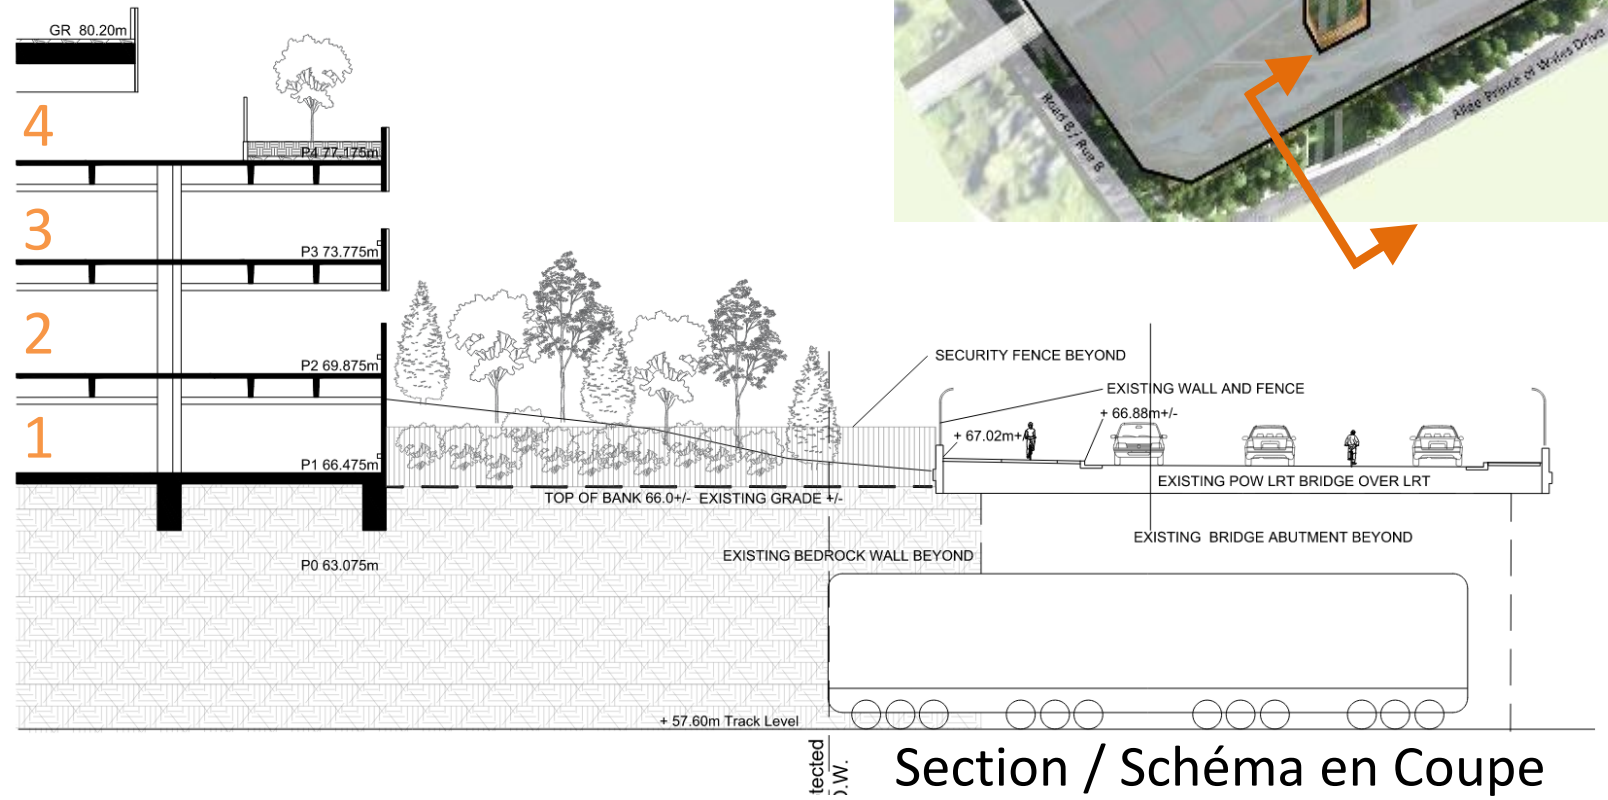 GR 80.20m
4
P4 77.175m
3
P3 73.775m
2
P2 69.875m
1
P1 66.475m
P0 63.075m
Road B / Rue B
Allée Prince of Wales Drive
SECURITY FENCE BEYOND
EXISTING WALL AND FENCE
+ 66.88m+/-
+ 67.02m+/
TOP OF BANK 66.0+/- EXISTING GRADE +/-
EXISTING POW LRT BRIDGE OVER LRT
EXISTING BRIDGE ABUTMENT BEYOND
EXISTING BEDROCK WALL BEYOND
+ 57.60m Track Level
Section / Schéma en Coupe